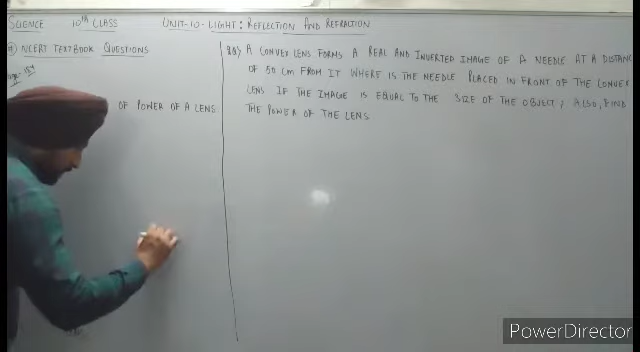 SCIENCE 10TH CLASS UNIT-10-LIGHT: REFLECTION AND REFRACTION
NCERT TEXTBOOK QUESTIONS
OF POWER OF A LENS
A CONVEX LENS FORMS A REAL AND INVERTED IMAGE OF A NEEDLE AT A DISTANC
OF 50 CM FROM IT WHERE IS THE NEEDLE PLACED IN FRONT OF THE CONVEX
LENS IF THE IMAGE IS EQUAL TO THE SIZE OF THE OBJECT? ALSO, FIND
THE POWER OF THE LENS
PowerDirector